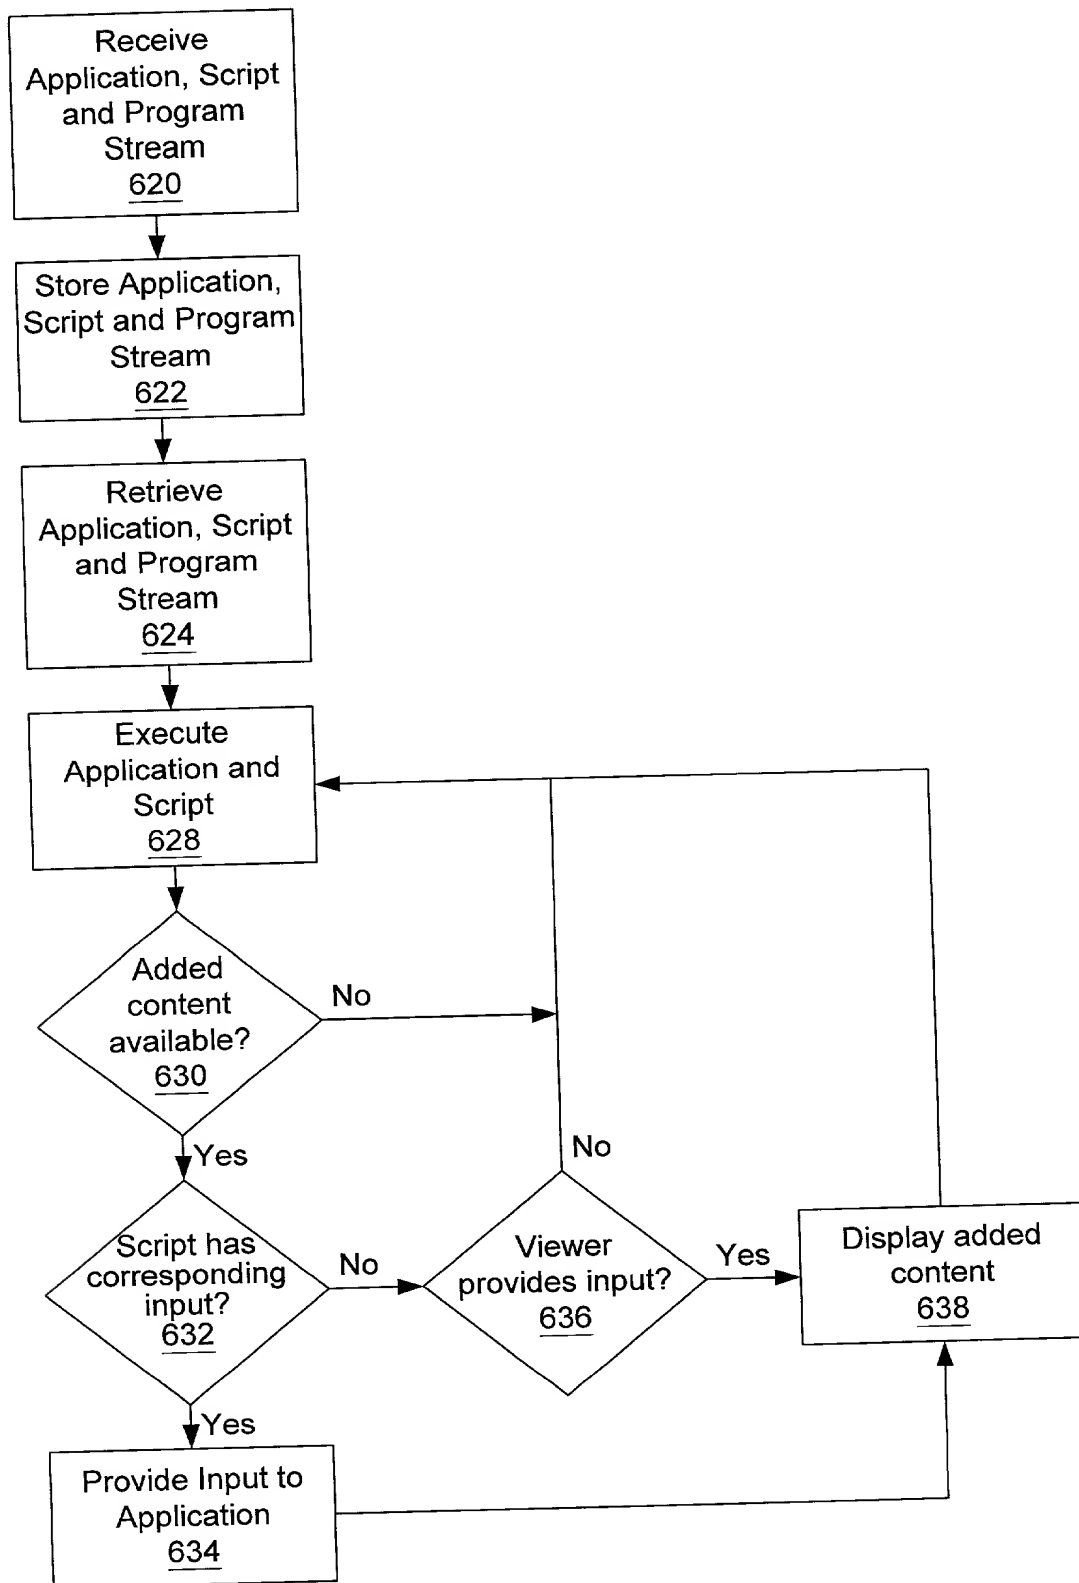 Receive
Application, Script
and Program
Stream
620
Store Application,
Script and Program
Stream
622
Retrieve
Application, Script
and Program
Stream
624
Execute
Application and
Script
628
Added
content
available?
630
No
Yes
Script has
corresponding
input?
632
No
Viewer
provides input?
636
No
Yes
Display added
content
638
Yes
Provide Input to
Application
634